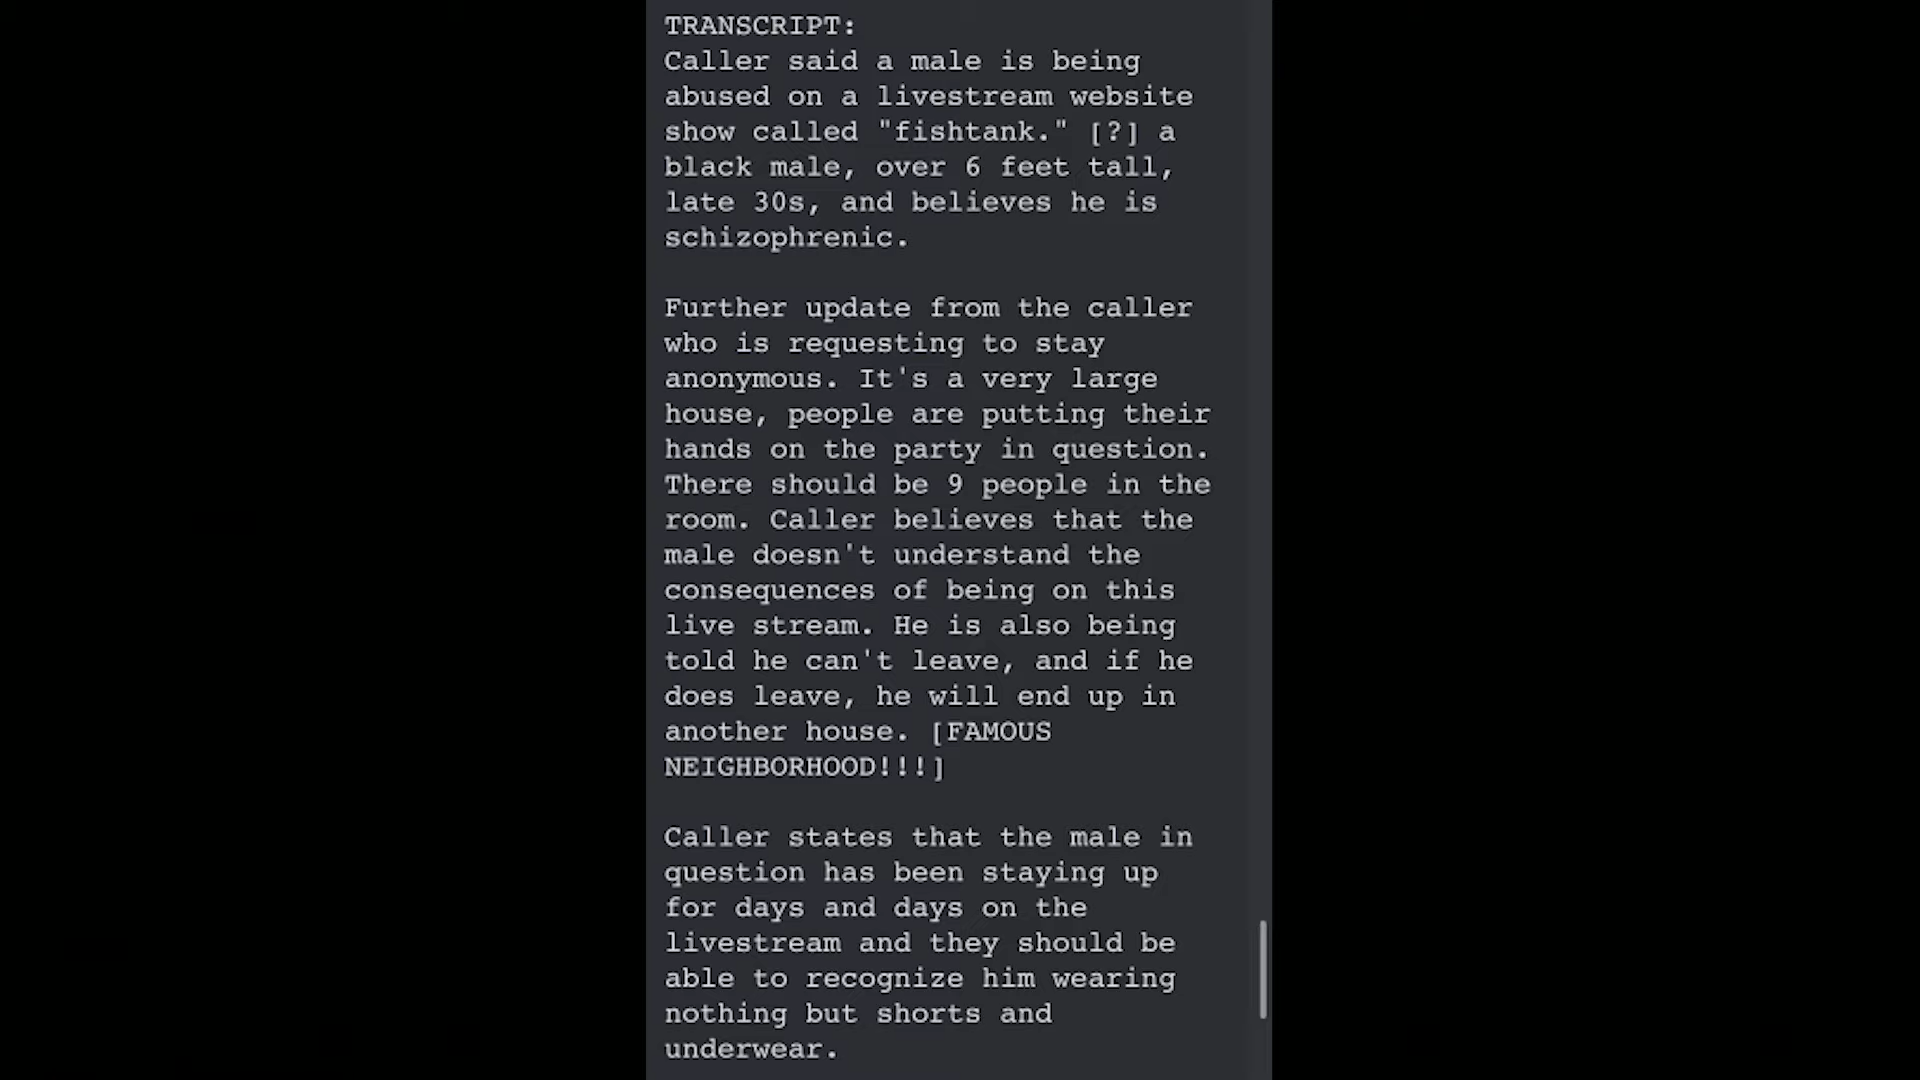 TRANSCRIPT:
Caller said a male is being
abused on a livestream website
show called "fishtank." [?] a
black male, over 6 feet tall,
late 30s, and believes he is
schizophrenic.
Further update from the caller
who is requesting to stay
anonymous. It's a very large
house, people are putting their
hands on the party in question.
There should be 9 people in the
room. Caller believes that the
male doesn't understand the
consequences of being on this
live stream. He is also being
told he can't leave, and if he
does leave, he will end up in
another house. [FAMOUS
NEIGHBORHOOD!!!]
Caller states that the male in
question has been staying up
for days and days on the
livestream and they should be
able to recognize him wearing
nothing but shorts and
underwear.